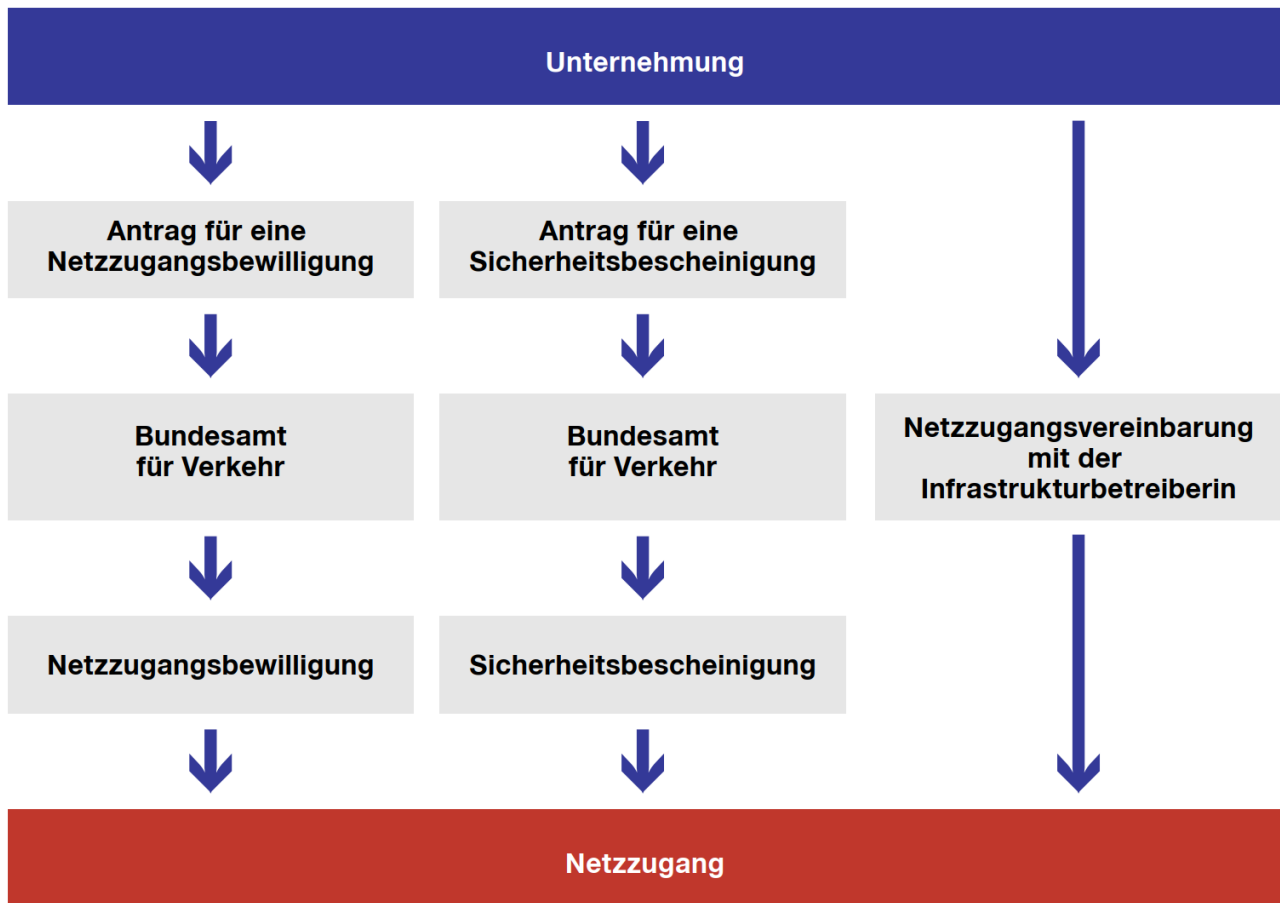 Unternehmung
Antrag für eine
Netzzugangsbewilligung
Antrag für eine
Sicherheitsbescheinigung
Bundesamt
für Verkehr
Bundesamt
für Verkehr
Netzzugangsvereinbarung
mit der
Infrastrukturbetreiberin
Netzzugangsbewilligung
Sicherheitsbescheinigung
Netzzugang